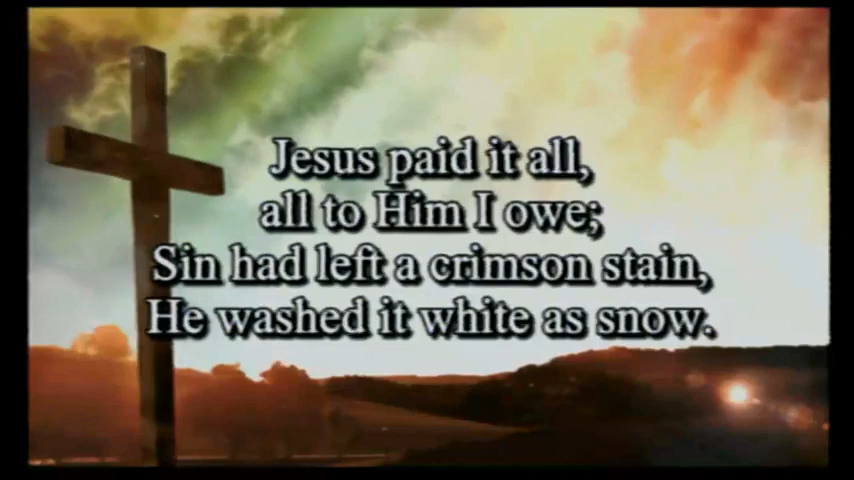 Jesus paid it all,
all to Him I owe;
Sin had left a crimson stain,
He washed it white as snow.